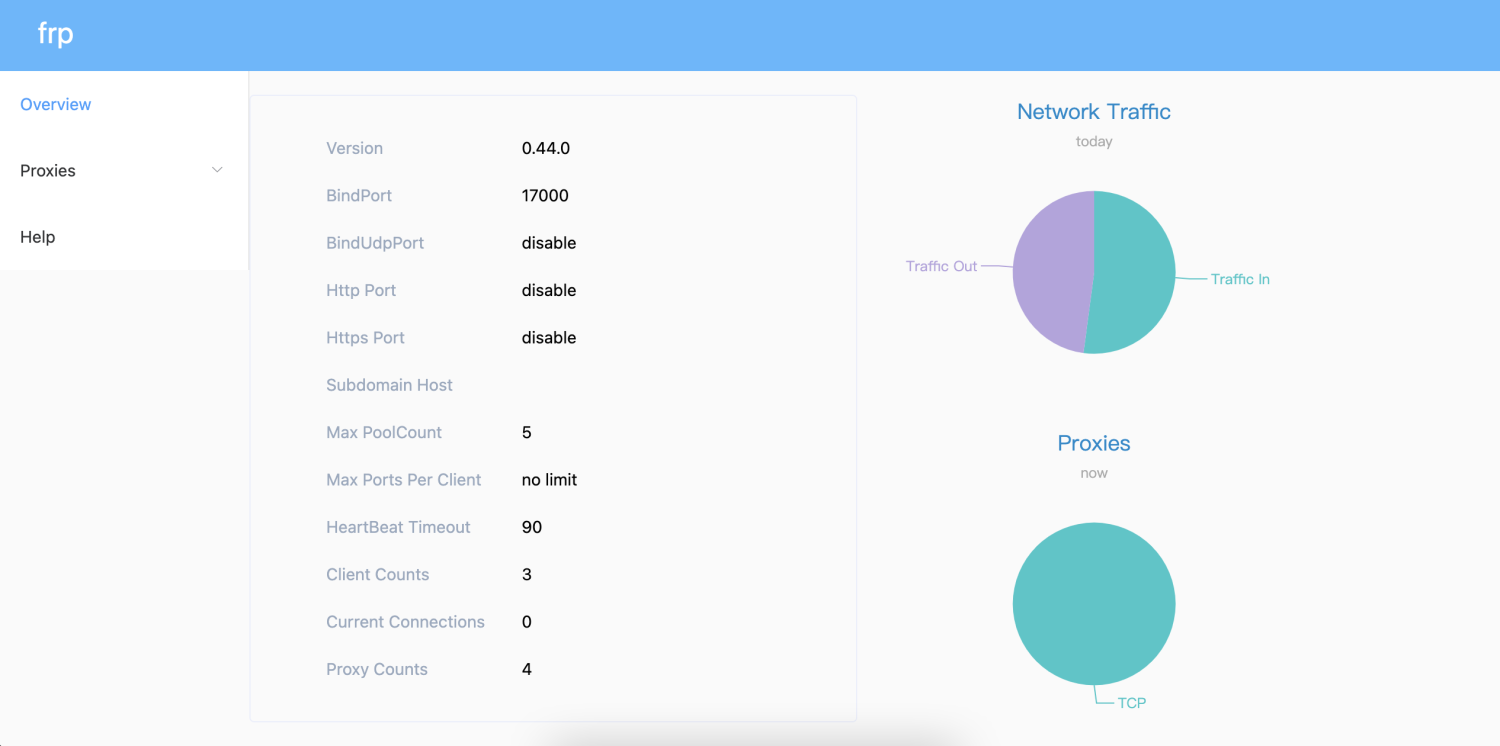 frp
Overview
Proxies
Help
Version 0.44.0
BindPort 17000
BindUdpPort disable
Http Port disable
Https Port disable
Subdomain Host
Max PoolCount 5
Max Ports Per Client no limit
HeartBeat Timeout 90
Client Counts 3
Current Connections 0
Proxy Counts 4
Network Traffic
today
Traffic Out
Traffic In
Proxies
now
TCP